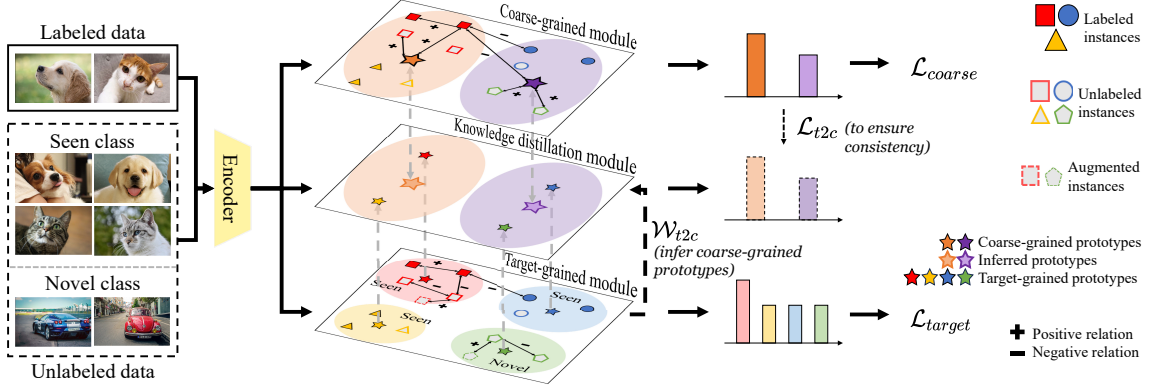 Labeled data
Seen class
Novel class
Unlabeled data
Encoder
Coarse-grained module
+
+
−
−
+
+
Knowledge distillation module
Target-grained module
Seen
Seen
Seen
Novel
+
−
−
+
−
𝒲t2c
(infer coarse-grained
prototypes)
ℒcoarse
ℒt2c (to ensure
consistency)
ℒtarget
Labeled
instances
Unlabeled
instances
Augmented
instances
Coarse-grained prototypes
Inferred prototypes
Target-grained prototypes
+ Positive relation
− Negative relation